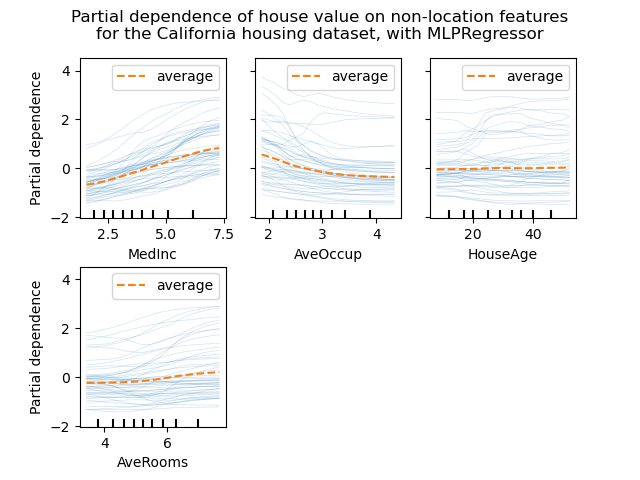 Partial dependence of house value on non-location features
for the California housing dataset, with MLPRegressor
Partial dependence
4
2
0
−2
average
2.5
5.0
7.5
MedInc
average
2
3
4
AveOccup
average
20
40
HouseAge
Partial dependence
4
2
0
−2
average
4
6
AveRooms